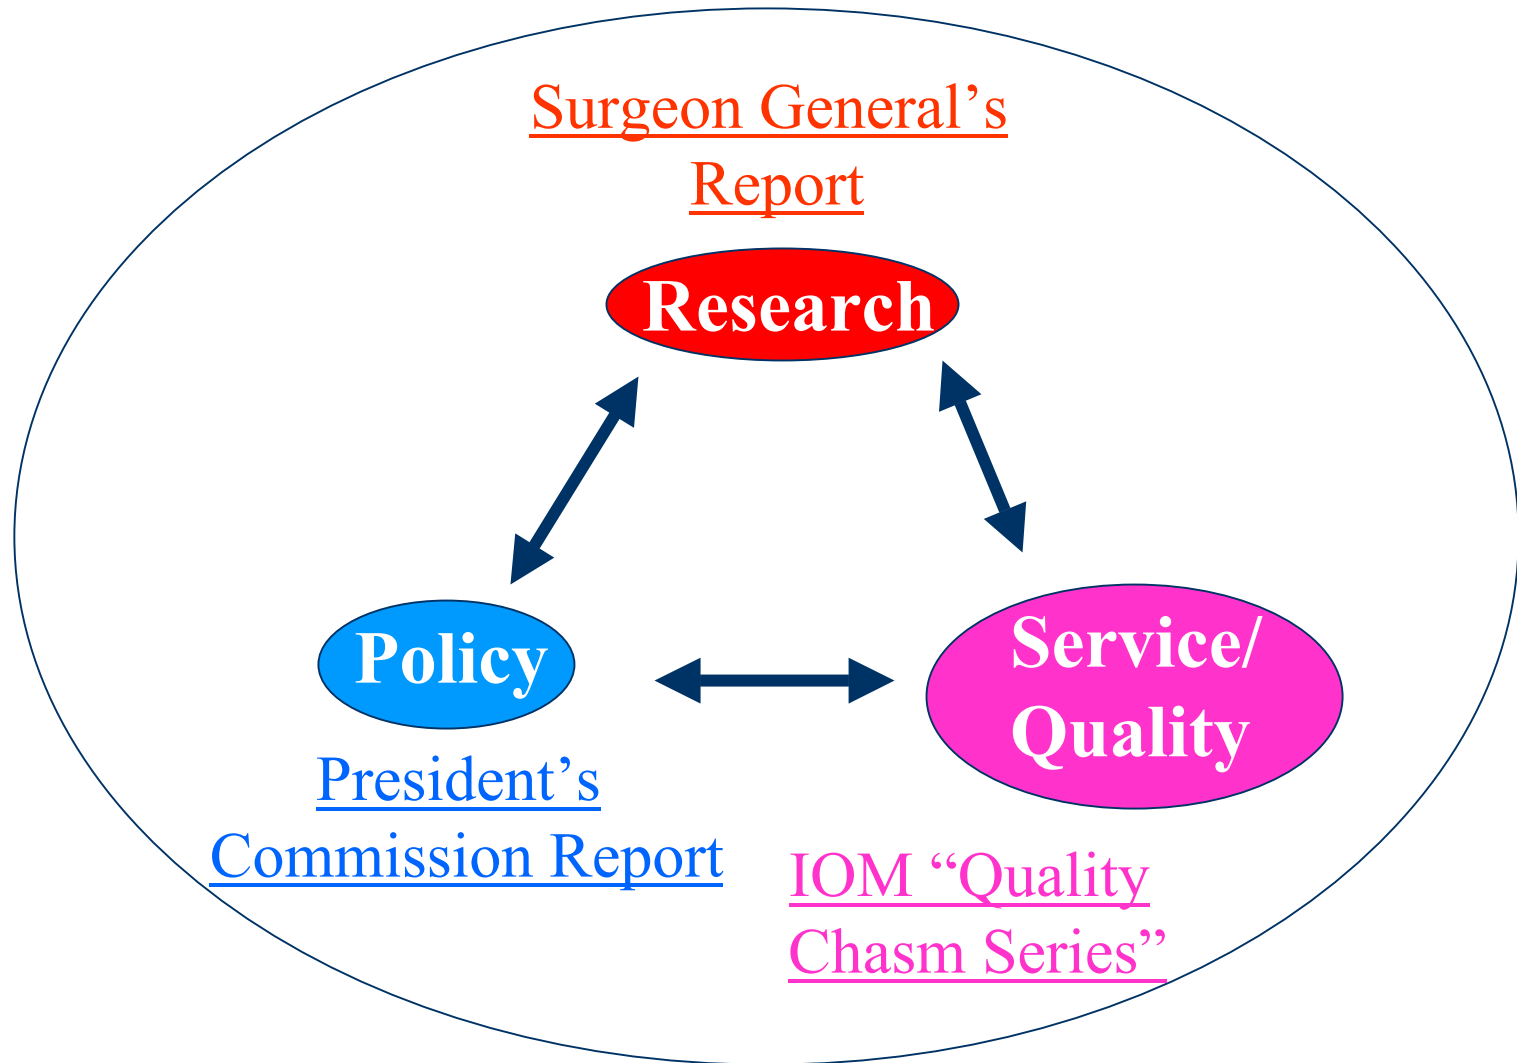 Surgeon General’s
Report
Research
Policy
Service/
Quality
President’s
Commission Report
IOM “Quality
Chasm Series”